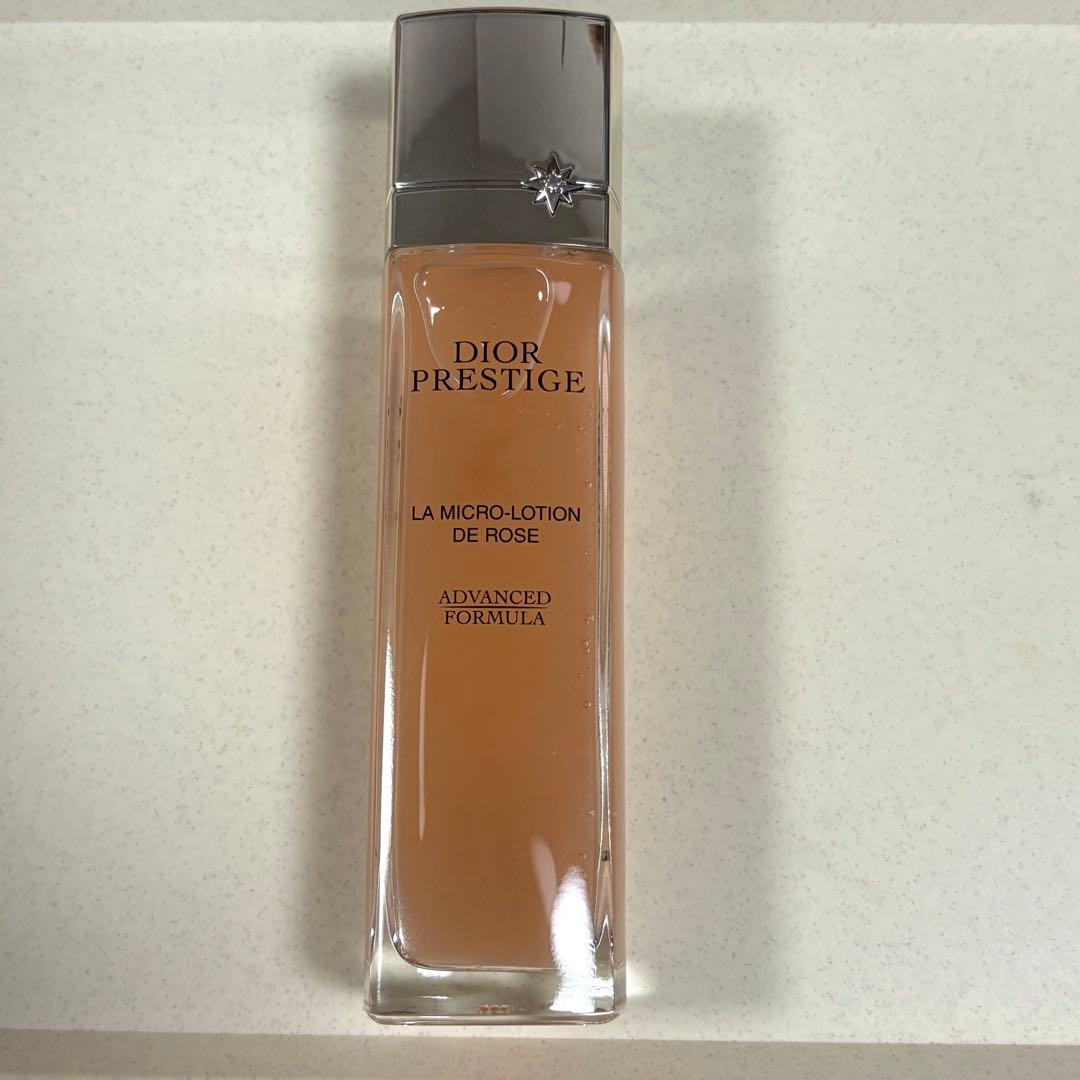 DIOR
PRESTIGE
LA MICRO-LOTION
DE ROSE
ADVANCED
FORMULA